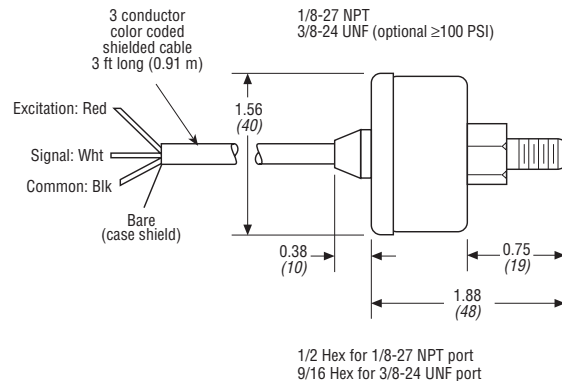 3 conductor
color coded
shielded cable
3 ft long (0.91 m)
1/8-27 NPT
3/8-24 UNF (optional ≥100 PSI)
Excitation: Red
Signal: Wht
Common: Blk
Bare
(case shield)
1.56
(40)
0.38
(10)
0.75
(19)
1.88
(48)
1/2 Hex for 1/8-27 NPT port
9/16 Hex for 3/8-24 UNF port